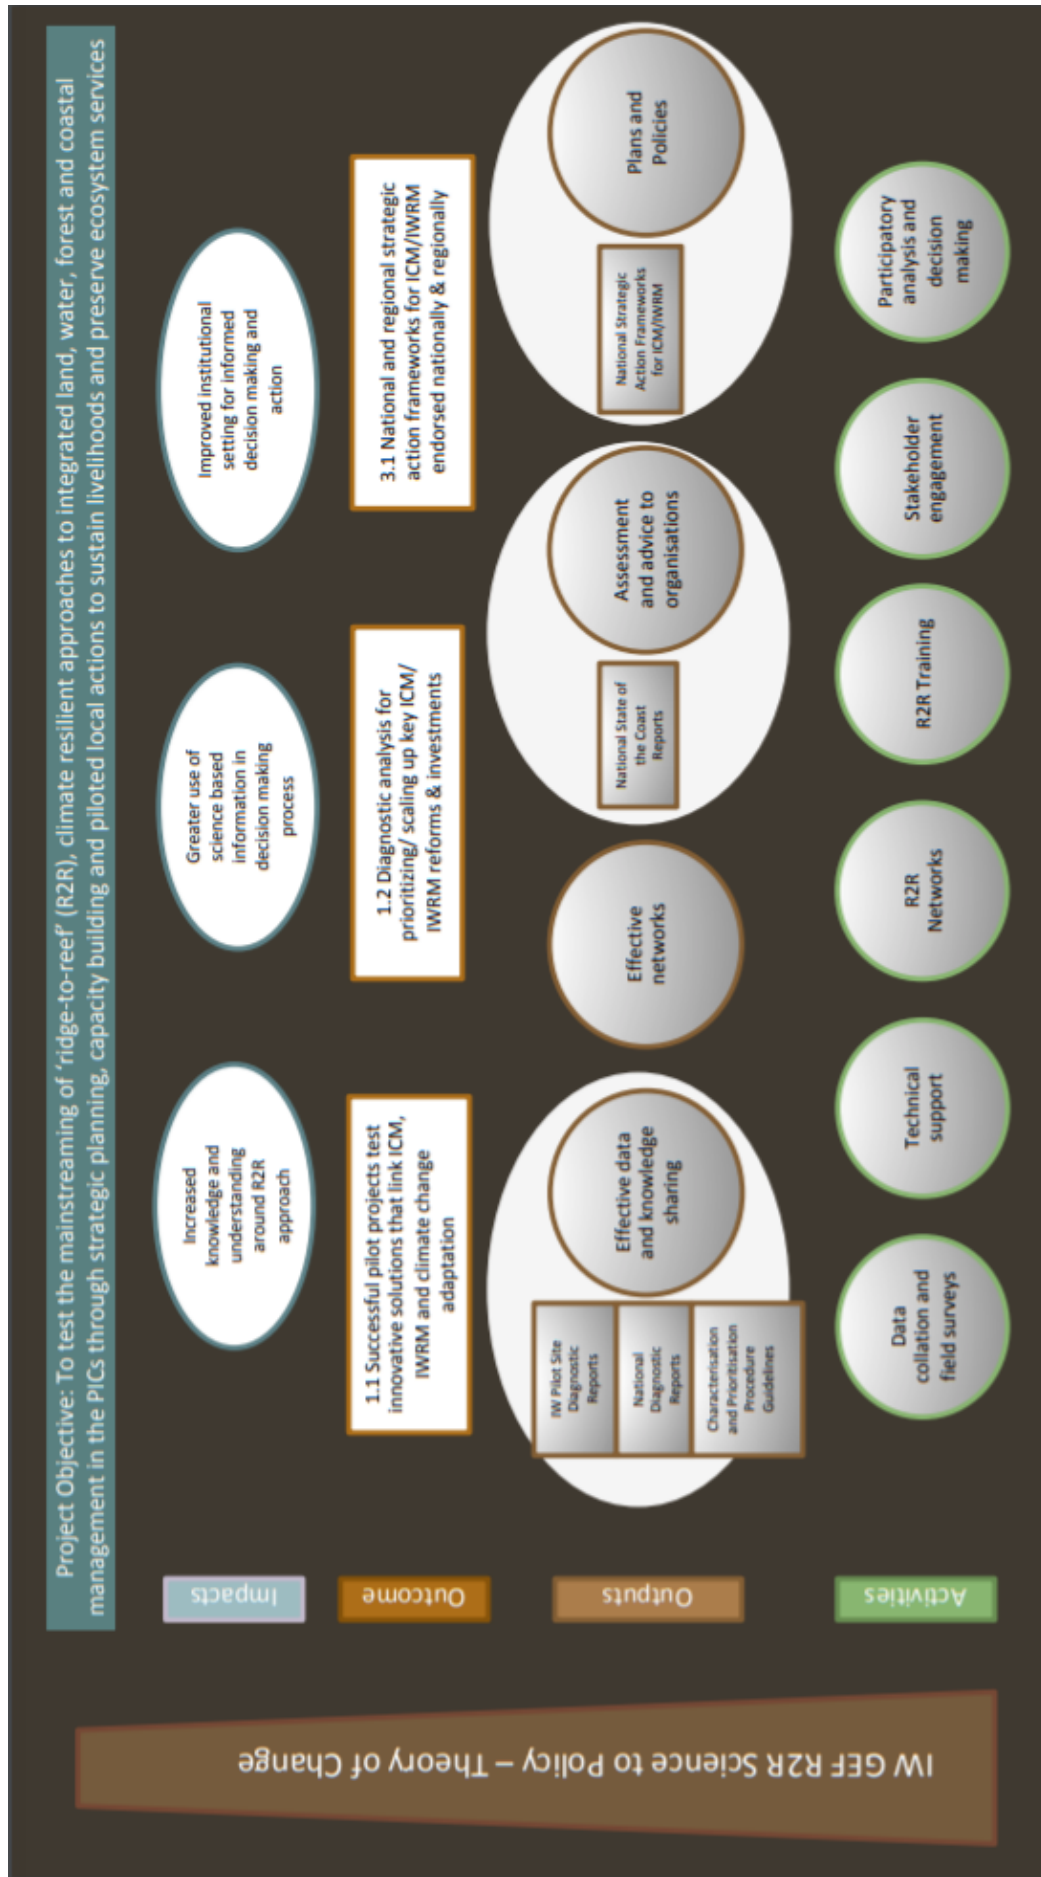 Project Objective: To test the mainstreaming of 'ridge-to-reef' (R2R), climate resilient approaches to integrated land, water, forest and coastal
management in the PICs through strategic planning, capacity building and piloted local actions to sustain livelihoods and preserve ecosystem services
IW GEF R2R Science to Policy – Theory of Change
Impacts
Increased
knowledge and
understanding
around R2R
approach
Greater use of
science based
information in
decision making
process
Improved institutional
setting for informed
decision making and
action
Outcome
1.1 Successful pilot projects test
innovative solutions that link ICM,
IWRM and climate change
adaptation
1.2 Diagnostic analysis for
prioritizing/ scaling up key ICM/
IWRM reforms & investments
3.1 National and regional strategic
action frameworks for ICM/IWRM
endorsed nationally & regionally
Outputs
IW Pilot Site
Diagnostic
Reports
National
Diagnostic
Reports
Characterisation
and Prioritisation
Procedure
Guidelines
Effective data
and knowledge
sharing
Effective
networks
National State of
the Coast
Reports
Assessment
and advice to
organisations
National Strategic
Action Frameworks
for ICM/IWRM
Plans and
Policies
Activities
Data
collation and
field surveys
Technical
support
R2R
Networks
R2R Training
Stakeholder
engagement
Participatory
analysis and
decision
making